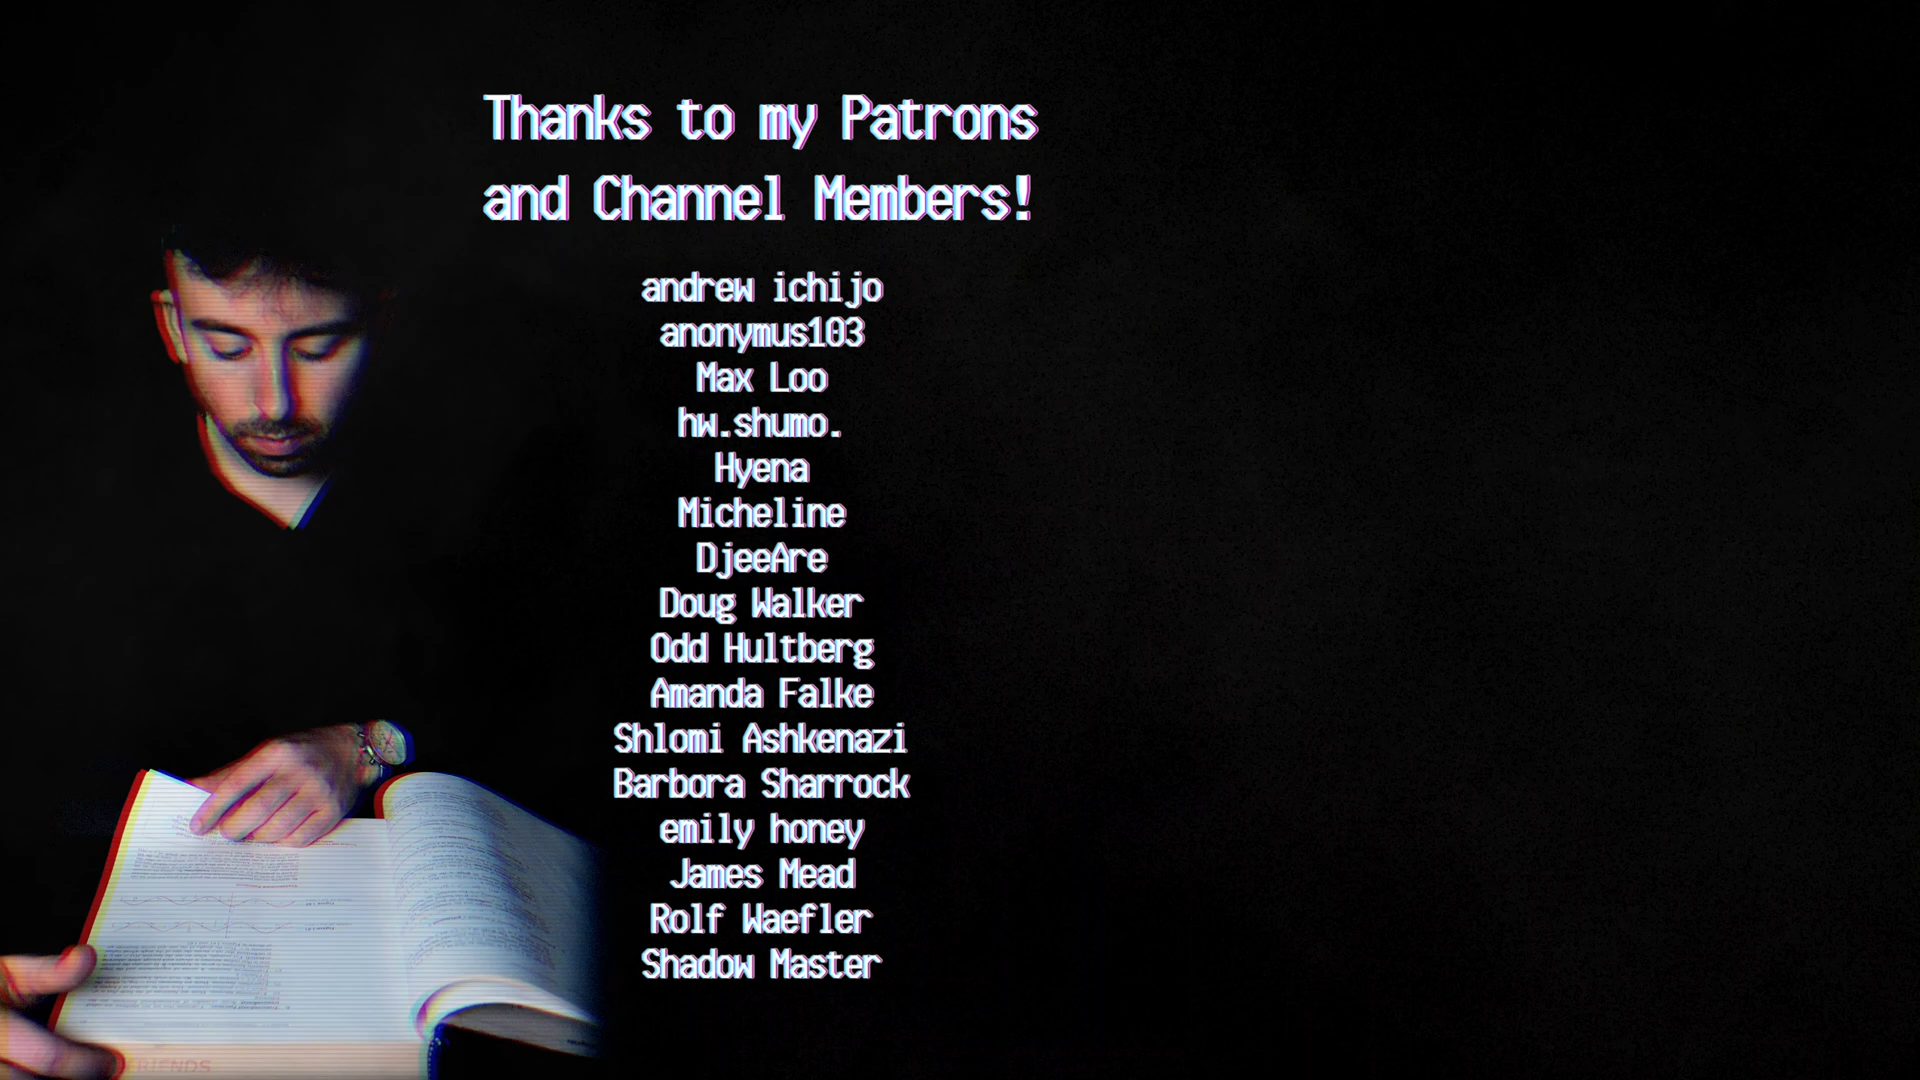 Thanks to my Patrons
and Channel Members!
andrew ichijo
anonymus103
Max Loo
hw.shumo.
Hyena
Micheline
DjeeAre
Doug Walker
Odd Hultberg
Amanda Falke
Shlomi Ashkenazi
Barbora Sharrock
emily honey
James Mead
Rolf Waefler
Shadow Master
FRIENDS